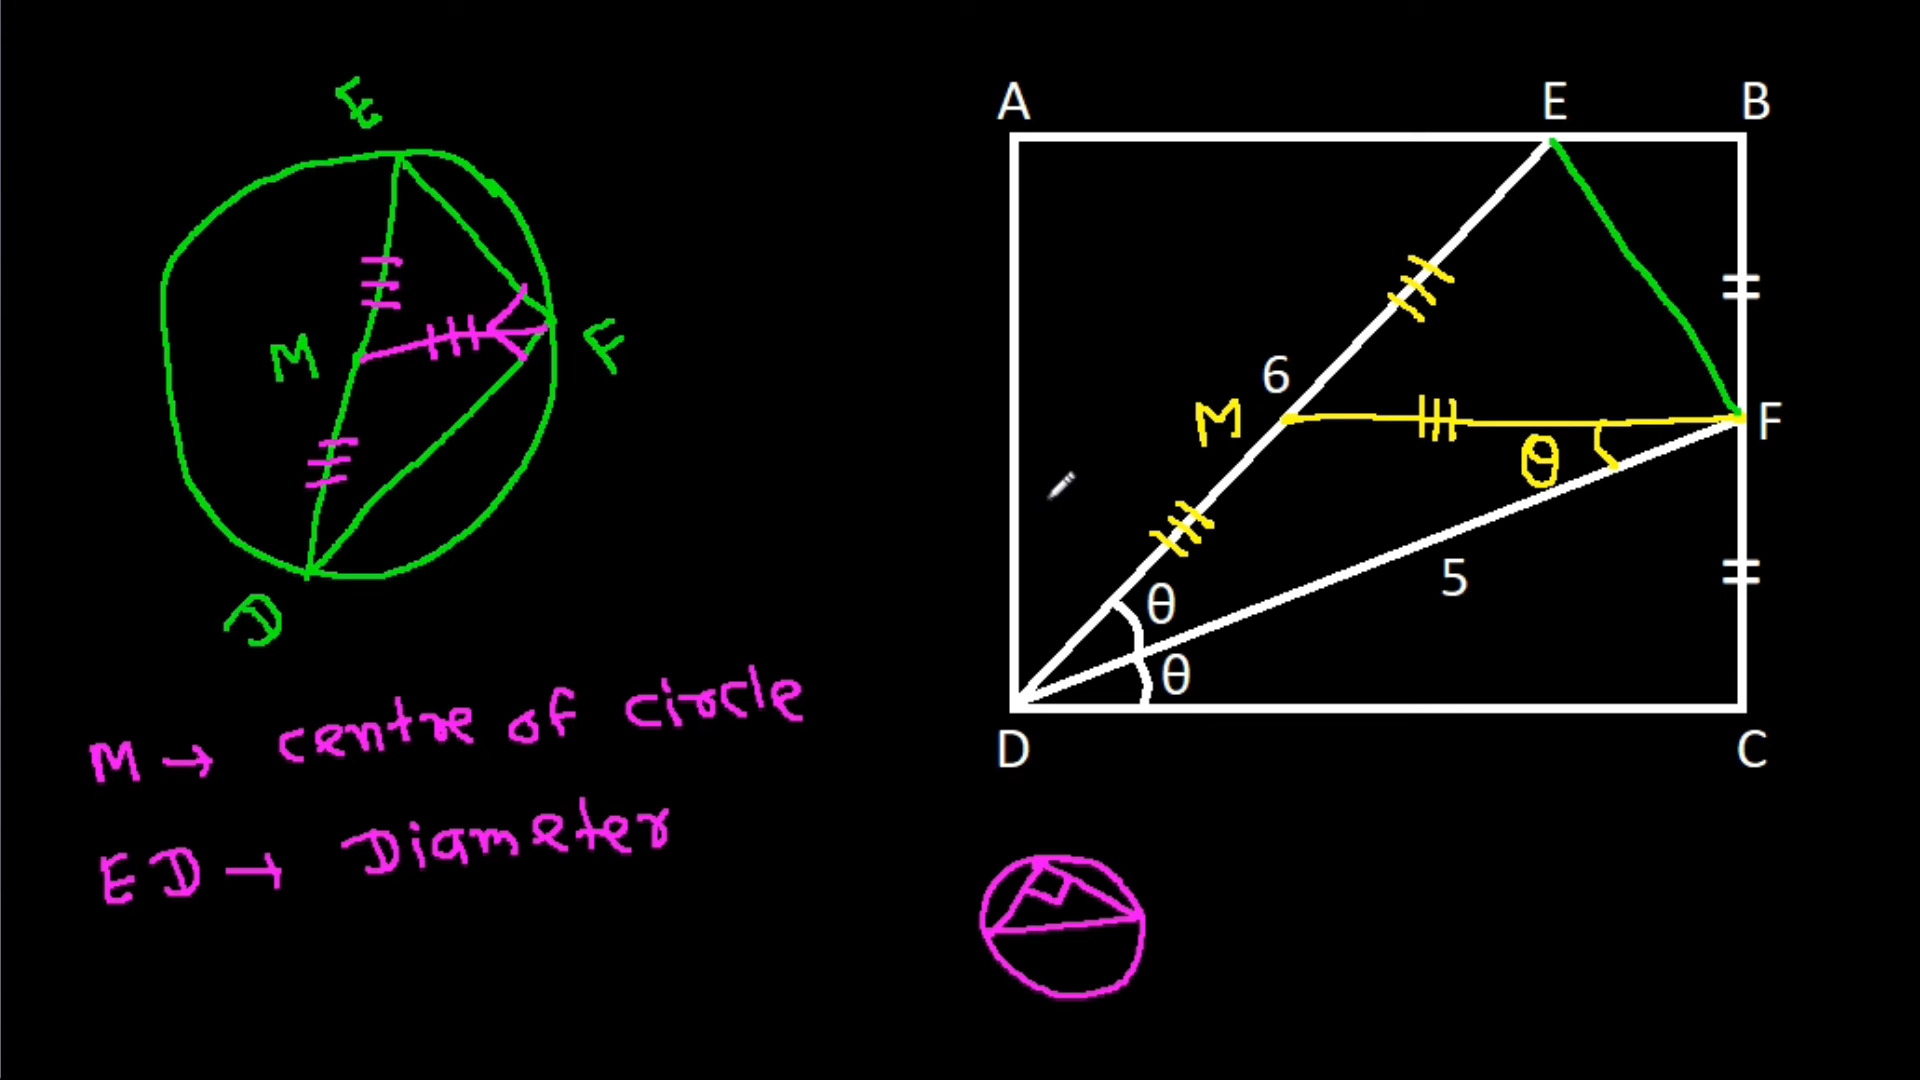 E
M
F
D
M → centre of circle
ED → Diameter
A
E
B
6
M
F
θ
5
θ
θ
D
C